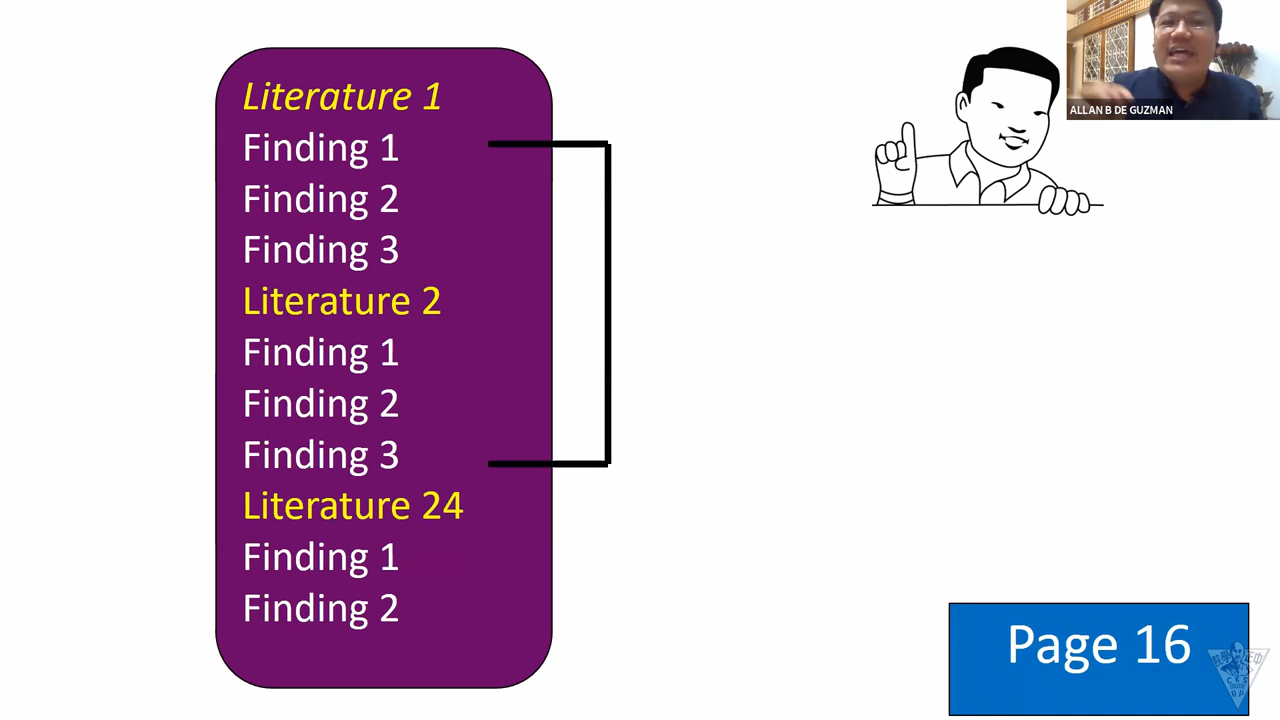 Literature 1
Finding 1
Finding 2
Finding 3
Literature 2
Finding 1
Finding 2
Finding 3
Literature 24
Finding 1
Finding 2
ALLAN B DE GUZMAN
Page 16
C K S